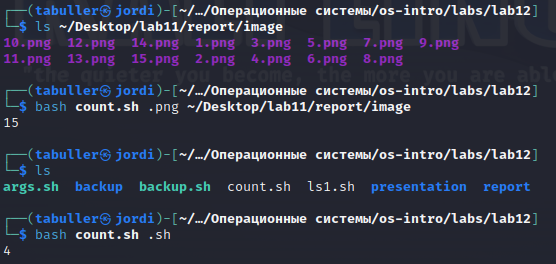 ┌──(tabuller㉿jordi)-[~/…/Операционные системы/os-intro/labs/lab12]
└─$ ls ~/Desktop/lab11/report/image
10.png 12.png 14.png 1.png 3.png 5.png 7.png 9.png
11.png 13.png 15.png 2.png 4.png 6.png 8.png
"the quieter you become, the more you are abl
┌──(tabuller㉿jordi)-[~/…/Операционные системы/os-intro/labs/lab12]
└─$ bash count.sh .png ~/Desktop/lab11/report/image
15
┌──(tabuller㉿jordi)-[~/…/Операционные системы/os-intro/labs/lab12]
└─$ ls
args.sh backup backup.sh count.sh ls1.sh presentation report
┌──(tabuller㉿jordi)-[~/…/Операционные системы/os-intro/labs/lab12]
└─$ bash count.sh .sh
4